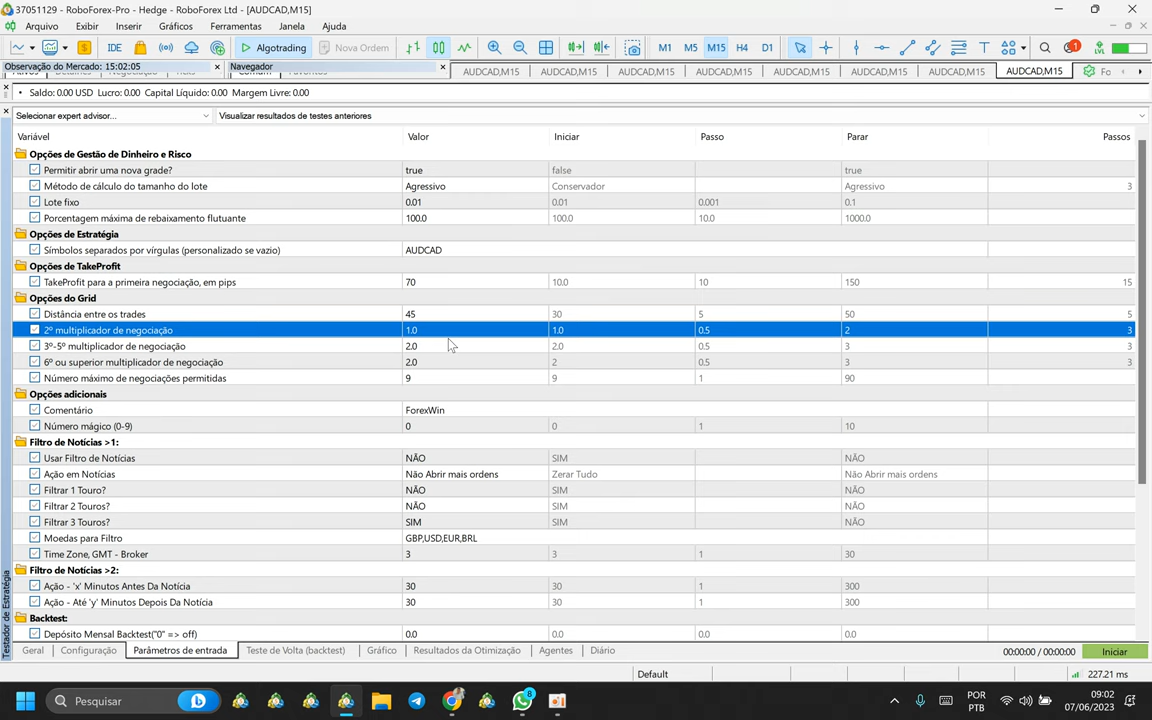 37051129 - RoboForex-Pro - Hedge - RoboForex Ltd - [AUDCAD,M15]
Arquivo Exibir Inserir Gráficos Ferramentas Janela Ajuda
IDE Algotrading Nova Ordem M1 M5 M15 H4 D1 1 LVL
Observação do Mercado: 15:02:05 Navegador
AUDCAD,M15 AUDCAD,M15 AUDCAD,M15 AUDCAD,M15 AUDCAD,M15 AUDCAD,M15 AUDCAD,M15 AUDCAD,M15 Fo
Saldo: 0.00 USD Lucro: 0.00 Capital Líquido: 0.00 Margem Livre: 0.00
Selecionar expert advisor... Visualizar resultados de testes anteriores
Variável Valor Iniciar Passo Parar Passos
Opções de Gestão de Dinheiro e Risco
Permitir abrir uma nova grade? true false true
Método de cálculo do tamanho do lote Agressivo Conservador Agressivo 3
Lote fixo 0.01 0.01 0.001 0.1
Porcentagem máxima de rebaixamento flutuante 100.0 100.0 10.0 1000.0
Opções de Estratégia
Símbolos separados por vírgulas (personalizado se vazio) AUDCAD
Opções de TakeProfit
TakeProfit para a primeira negociação, em pips 70 10.0 10 150 15
Opções do Grid
Distância entre os trades 45 30 5 50 5
2º multiplicador de negociação 1.0 1.0 0.5 2 3
3º-5º multiplicador de negociação 2.0 2.0 0.5 3 3
6º ou superior multiplicador de negociação 2.0 2 0.5 3 3
Número máximo de negociações permitidas 9 9 1 90
Opções adicionais
Comentário ForexWin
Número mágico (0-9) 0 0 1 10
Filtro de Notícias >1:
Usar Filtro de Notícias NÃO SIM NÃO
Ação em Notícias Não Abrir mais ordens Zerar Tudo Não Abrir mais ordens
Filtrar 1 Touro? NÃO SIM NÃO
Filtrar 2 Touros? NÃO SIM NÃO
Filtrar 3 Touros? SIM SIM NÃO
Moedas para Filtro GBP,USD,EUR,BRL
Time Zone, GMT - Broker 3 3 1 30
Filtro de Notícias >2:
Ação - 'x' Minutos Antes Da Notícia 30 30 1 300
Ação - Até 'y' Minutos Depois Da Notícia 30 30 1 300
Backtest:
Depósito Mensal Backtest("0" => off) 0.0 0.0 0.0 0.0
Testador de Estratégia
Geral Configuração Parâmetros de entrada Teste de Volta (backtest) Gráfico Resultados da Otimização Agentes Diário 00:00:00 / 00:00:00 Iniciar
Default 227.21 ms
Pesquisar 8 POR PTB 09:02 07/06/2023